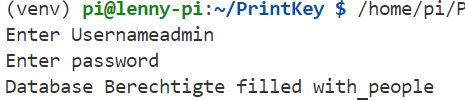 (venv) pi@lenny-pi:~/PrintKey $ /home/pi/P
Enter Usernameadmin
Enter password
Database Berechtigte filled with_people